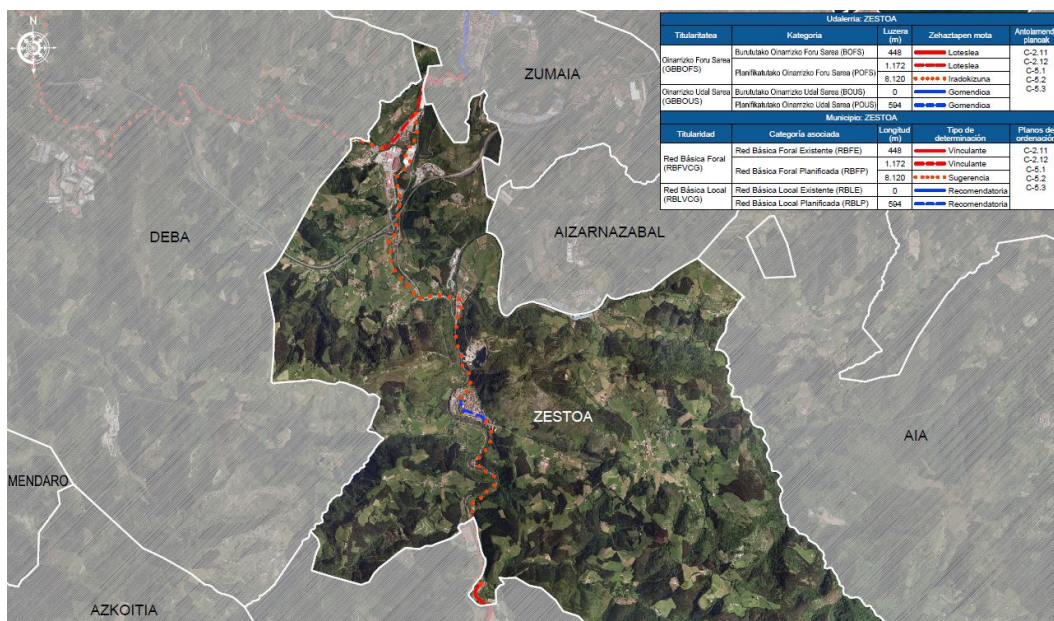 N
Udalerria: ZESTOA
Titularitatea Kategoria Luzera (m) Zehaztapen mota Antolamendu planoak
Oinarrizko Foru Sarea (GBBOFS) Burututako Oinarrizko Foru Sarea (BOFS) 448 Loteslea C-2.11
Planifikatutako Oinarrizko Foru Sarea (POFS) 1.172 Loteslea C-2.12
8.120 Iradokizuna C-5.1
Oinarrizko Udal Sarea (GBBOUS) Burututako Oinarrizko Udal Sarea (BOUS) 0 Gomendioa C-5.2
Planifikatutako Oinarrizko Udal Sarea (POUS) 594 Gomendioa C-5.3
Municipio: ZESTOA
Titularidad Categoría asociada Longitud (m) Tipo de determinación Planos de ordenación
Red Básica Foral (RBFVCG) Red Básica Foral Existente (RBFE) 448 Vinculante C-2.11
Red Básica Foral Planificada (RBFP) 1.172 Vinculante C-2.12
8.120 Sugerencia C-5.1
Red Básica Local (RBLVCG) Red Básica Local Existente (RBLE) 0 Recomendatoria C-5.2
Red Básica Local Planificada (RBLP) 594 Recomendatoria C-5.3
ZUMAIA
DEBA
AIZARNAZABAL
ZESTOA
AIA
MENDARO
AZKOITIA